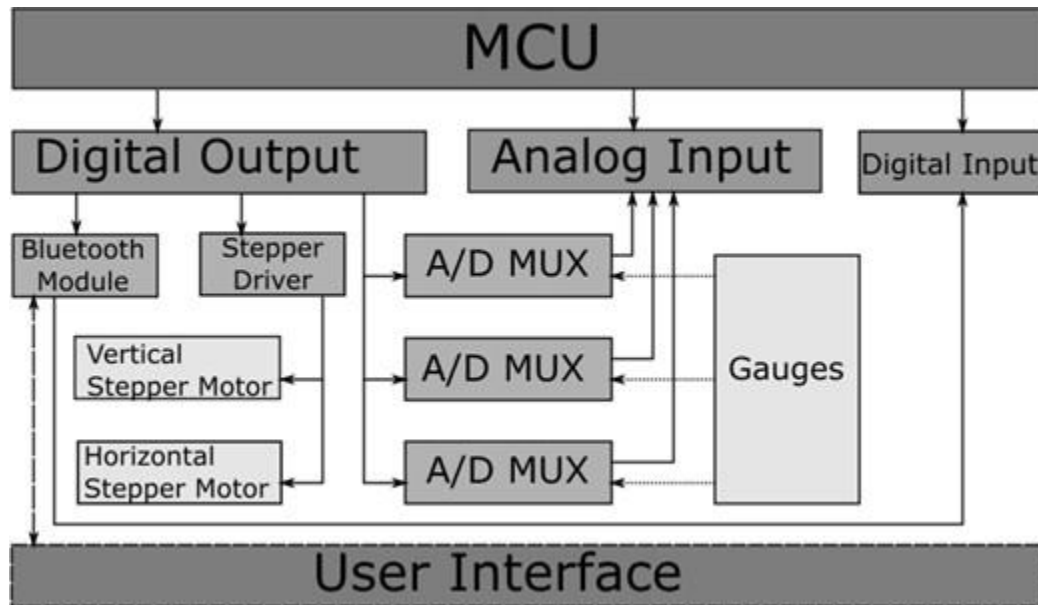 MCU
Digital Output
Analog Input
Digital Input
Bluetooth
Module
Stepper
Driver
A/D MUX
Vertical
Stepper Motor
A/D MUX
Gauges
Horizontal
Stepper Motor
A/D MUX
User Interface